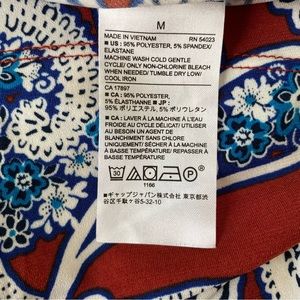 M
MADE IN VIETNAM RN 54023
■ US: 95% POLYESTER, 5% SPANDEX/
ELASTANE
MACHINE WASH COLD GENTLE
CYCLE/ ONLY NON-CHLORINE BLEACH
WHEN NEEDED/ TUMBLE DRY LOW/
COOL IRON
CA 17897
■ CA: 95% POLYESTER,
5% ÉLASTHANNE ■ JP:
95% ポリエステル, 5% ポリウレタン
■ CA: LAVER À LA MACHINE À L'EAU
FROIDE AU CYCLE DÉLICAT/ UTILISER
AU BESOIN UN AGENT DE
BLANCHIMENT SANS CHLORE
UNIQUEMENT/ SÉCHER À LA MACHINE
À BASSE TEMPÉRATURE/ REPASSER À
BASSE TEMPÉRATURE
30
1166
■ギャップジャパン㈱ 東京都渋
谷区千駄ヶ谷5-32-10